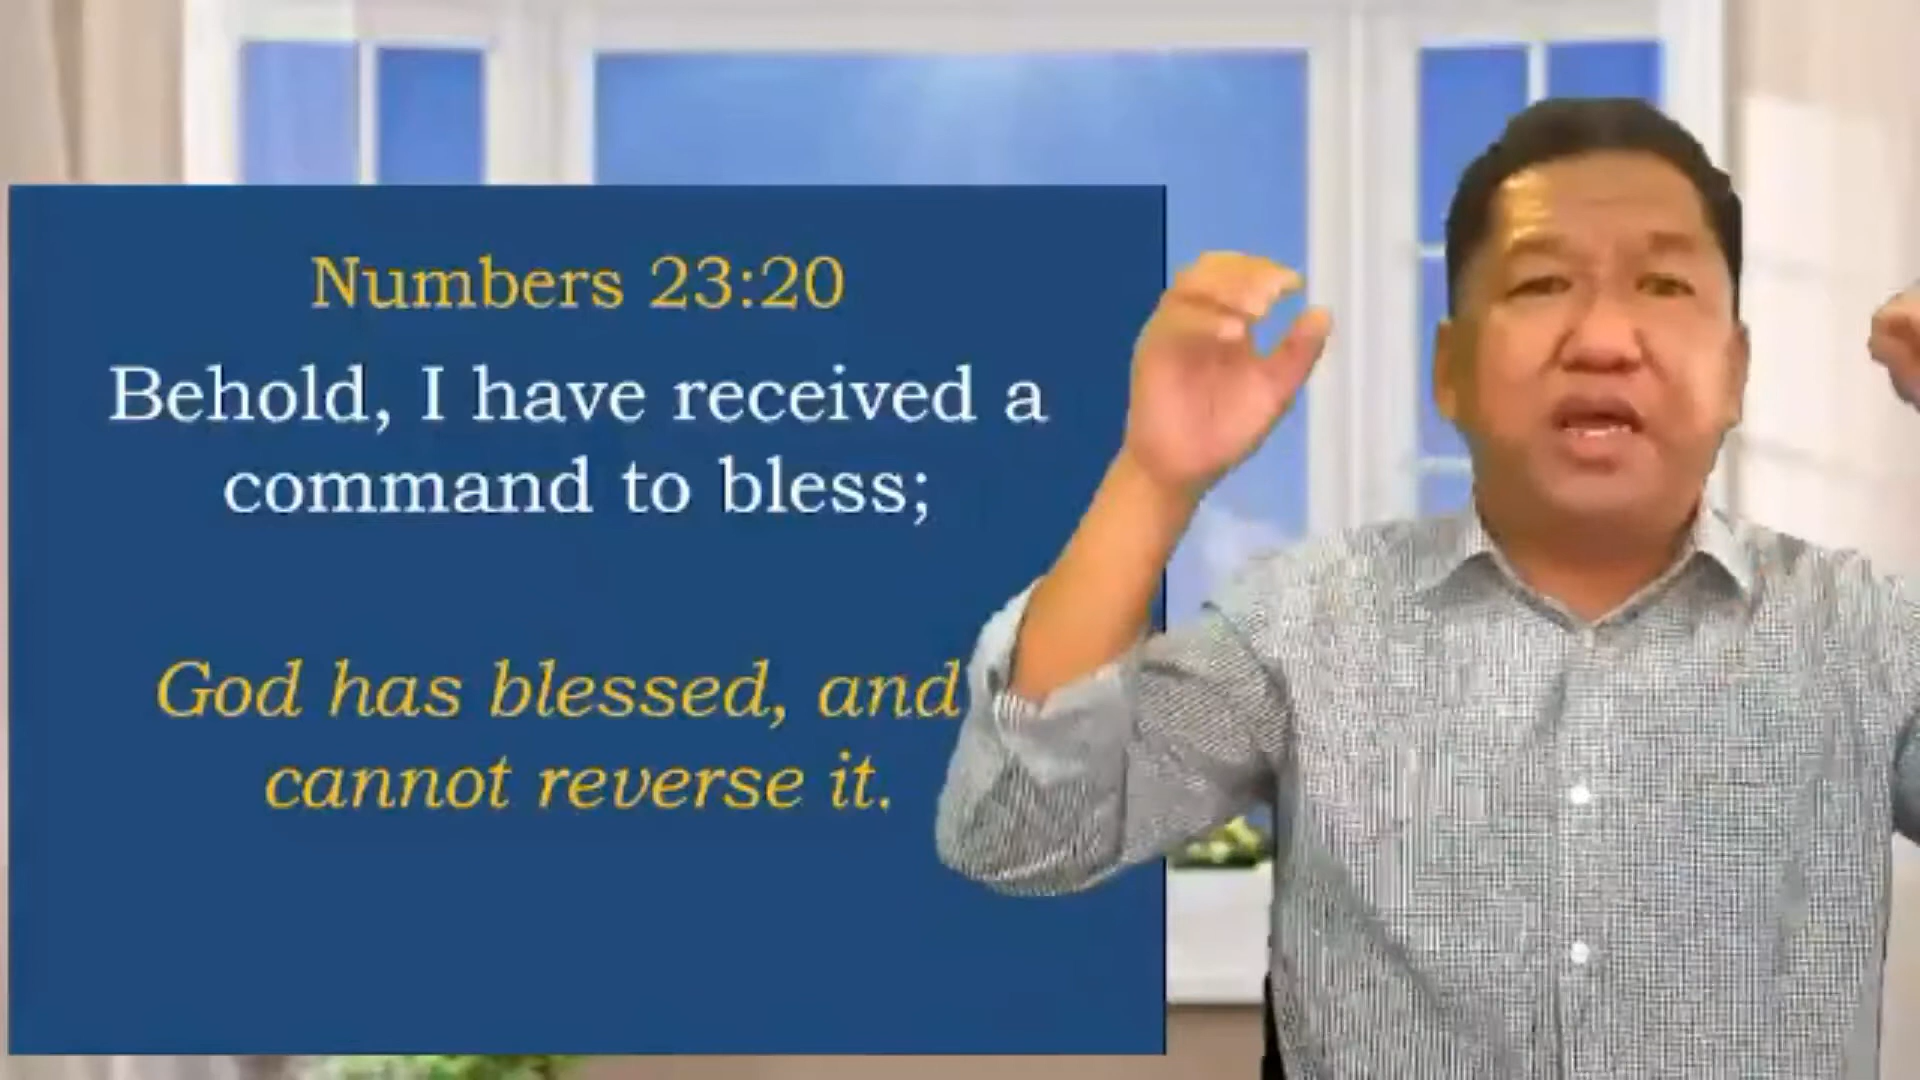 Numbers 23:20
Behold, I have received a
command to bless;
God has blessed, and
cannot reverse it.